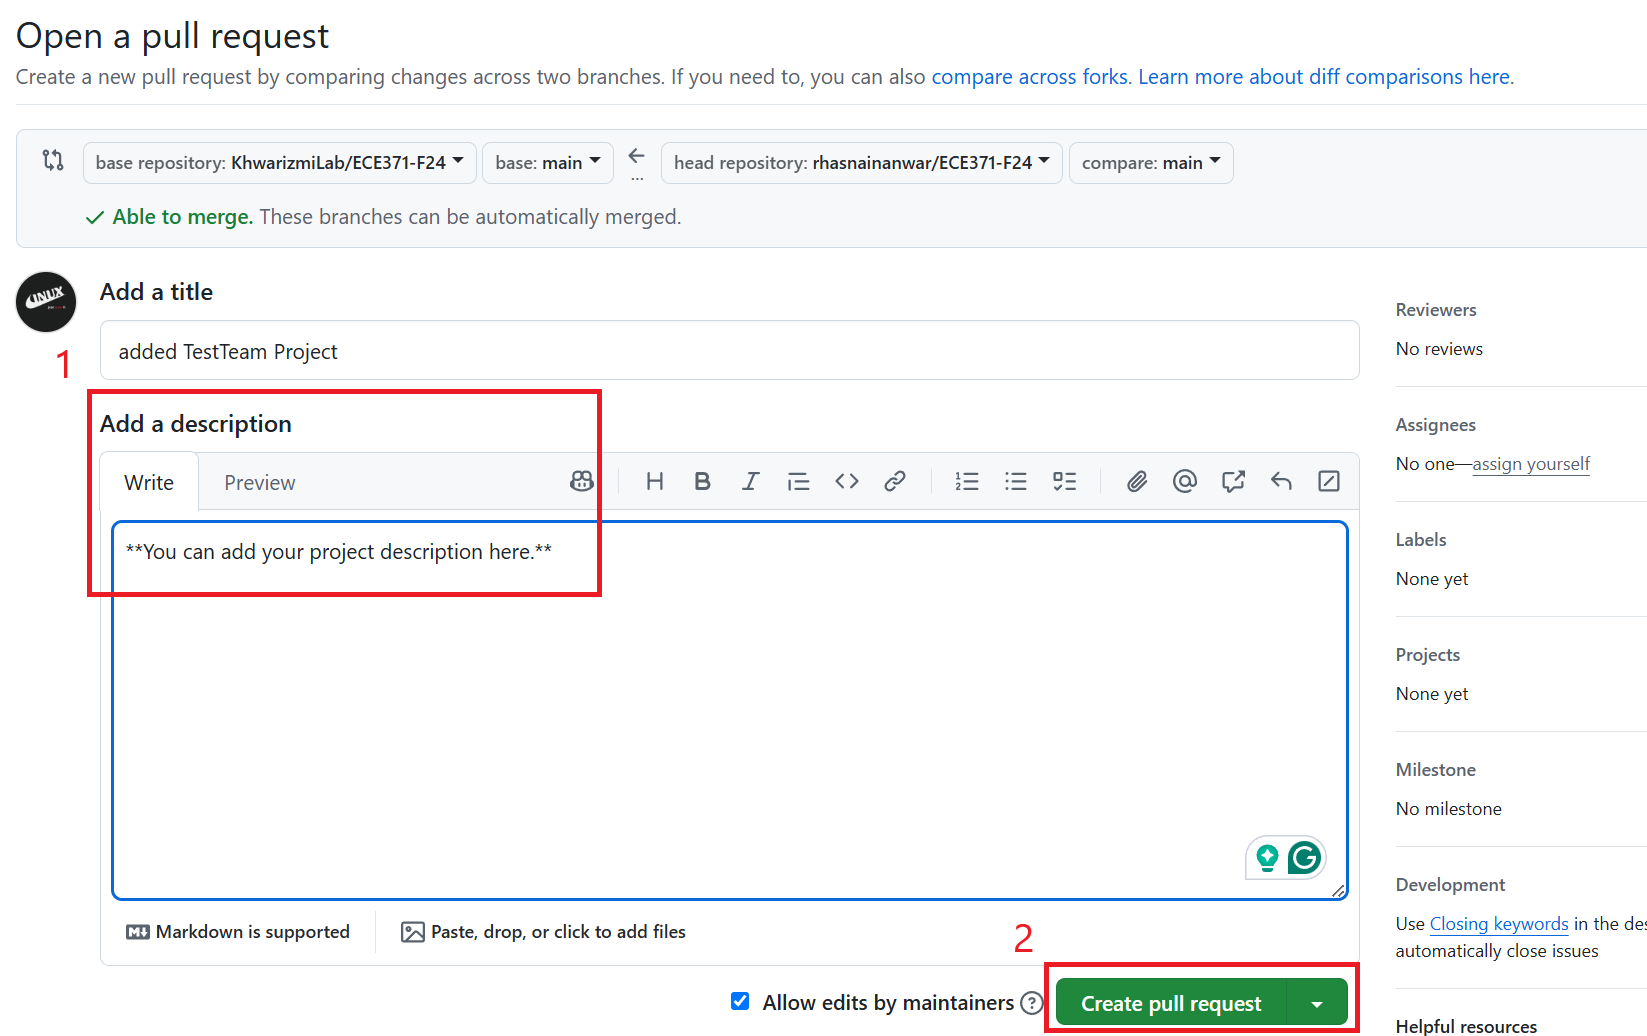 Open a pull request
Create a new pull request by comparing changes across two branches. If you need to, you can also compare across forks. Learn more about diff comparisons here.
base repository: KhwarizmiLab/ECE371-F24 base: main ... head repository: rhasnainanwar/ECE371-F24 compare: main
Able to merge. These branches can be automatically merged.
LINUX
Add a title
1
added TestTeam Project
Add a description
Write Preview
**You can add your project description here.**
Markdown is supported Paste, drop, or click to add files
2
Allow edits by maintainers ? Create pull request
Reviewers
No reviews
Assignees
No one—assign yourself
Labels
None yet
Projects
None yet
Milestone
No milestone
Development
Use Closing keywords in the
automatically close issues
Helpful resources